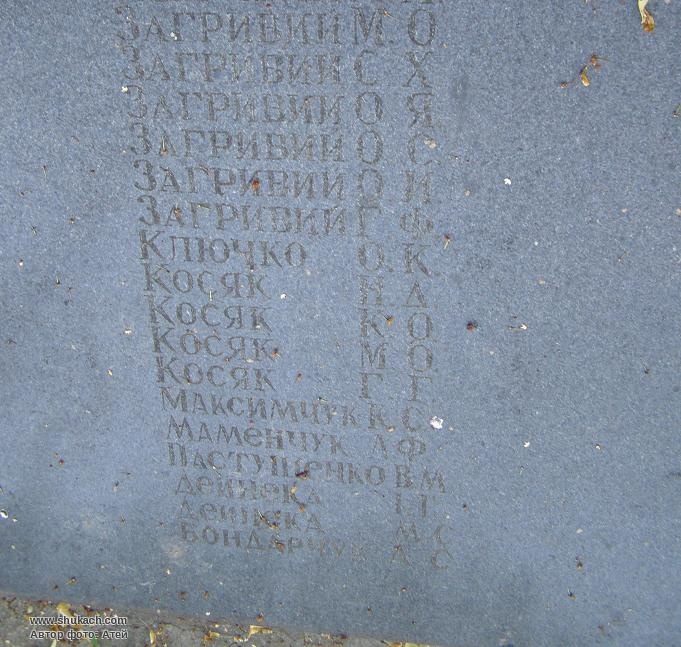 ЗАГРИВИЙ М. О
ЗАГРИВИЙ С Х
ЗАГРИВИЙ О Я.
ЗАГРИВИЙ О С.
ЗАГРИВИЙ О И.
ЗАГРИВИЙ Г Ф.
КЛЮЧКО О. К.
КОСЯК Н. Д.
КОСЯК К О.
КОСЯК М О.
КОСЯК Г Г
МАКСИМЧУК К. С.
МАМЕНЧУК Ф
ПАСТУШЕНКО В М
ДЕЙНЕКА І І
ДЕЙНЕКА М С
БОНДАРЧУК Д С
www.shukach.com
Автор фото: Атей